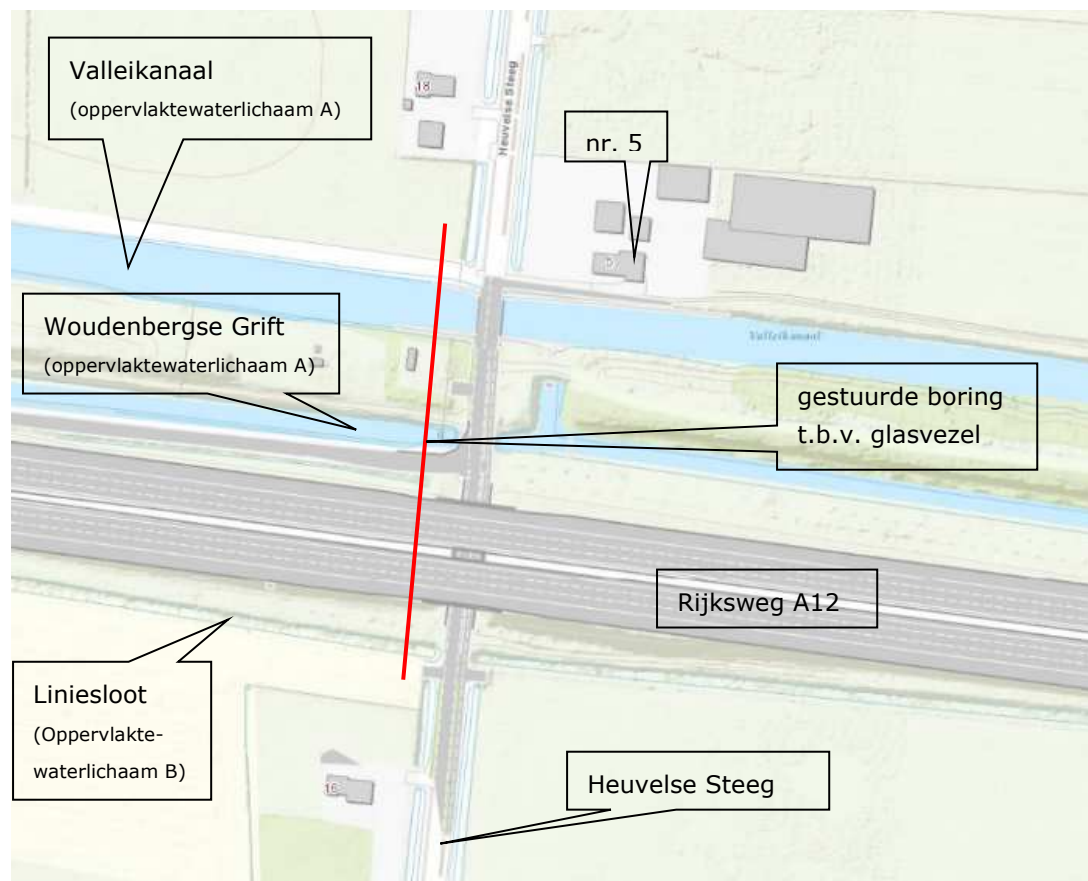 Valleikanaal
(oppervlaktewaterlichaam A)
18
Heuvelse Steeg
nr. 5
5
Woudenbergse Grift
(oppervlaktewaterlichaam A)
Valleikanaal
gestuurde boring
t.b.v. glasvezel
Rijksweg A12
Liniesloot
(Oppervlakte-
waterlichaam B)
16
Heuvelse Steeg